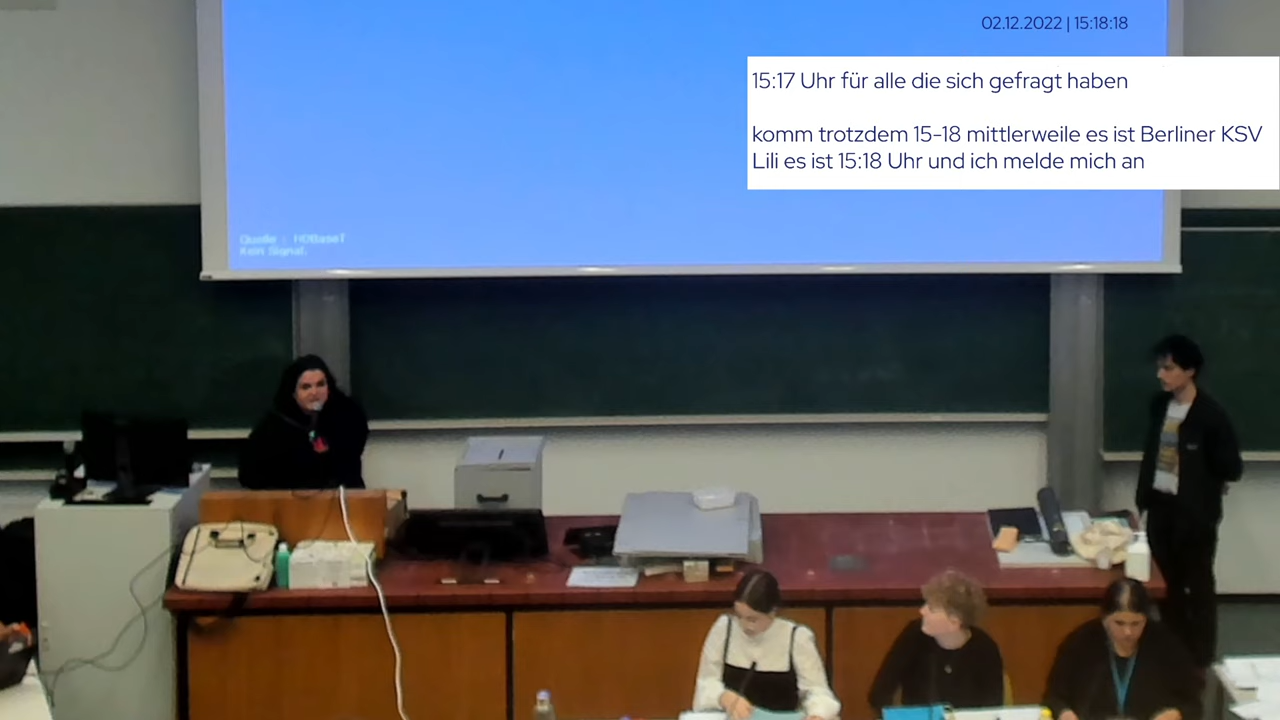 02.12.2022 | 15:18:18
15:17 Uhr für alle die sich gefragt haben
komm trotzdem 15-18 mittlerweile es ist Berliner KSV
Lili es ist 15:18 Uhr und ich melde mich an
Quelle : HDBaseT
Kein Signal.